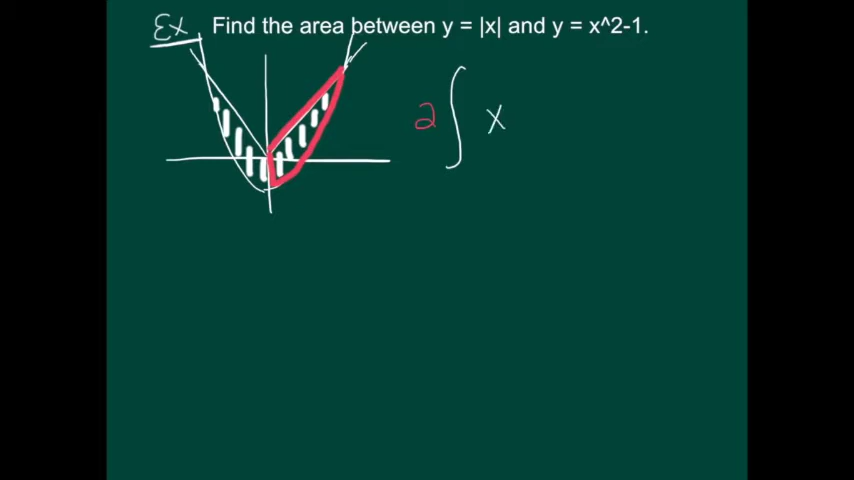 Ex Find the area between y = |x| and y = x^2-1.
2 ∫ x